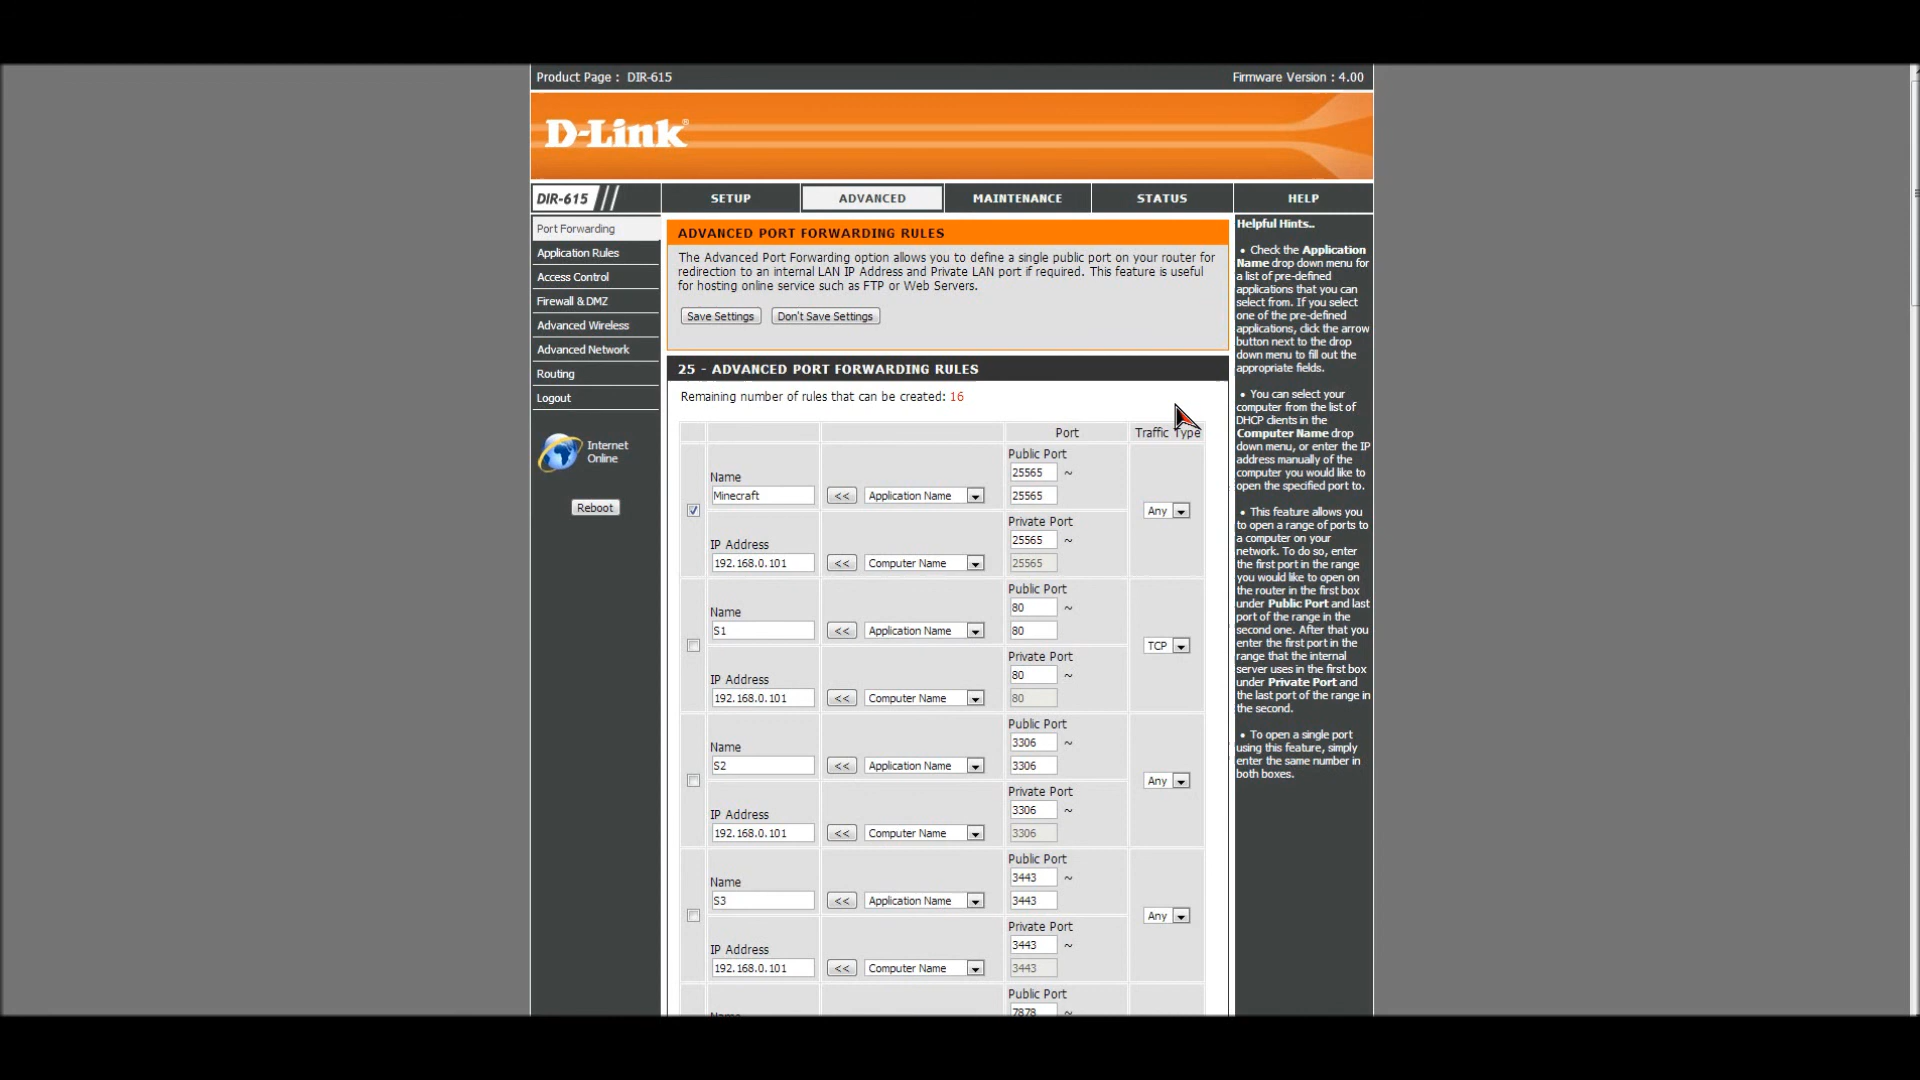 Product Page : DIR-615
Firmware Version : 4.00
D-Link®
DIR-615
SETUP
ADVANCED
MAINTENANCE
STATUS
HELP
Port Forwarding
Application Rules
Access Control
Firewall & DMZ
Advanced Wireless
Advanced Network
Routing
Logout
Internet
Online
Reboot
ADVANCED PORT FORWARDING RULES
The Advanced Port Forwarding option allows you to define a single public port on your router for
redirection to an internal LAN IP Address and Private LAN port if required. This feature is useful
for hosting online service such as FTP or Web Servers.
Save Settings
Don't Save Settings
25 - ADVANCED PORT FORWARDING RULES
Remaining number of rules that can be created: 16
Port
Traffic Type
Name
Minecraft
<<
Application Name
Public Port
25565 ~
25565
Any
IP Address
192.168.0.101
<<
Computer Name
Private Port
25565 ~
25565
Name
S1
<<
Application Name
Public Port
80 ~
80
TCP
IP Address
192.168.0.101
<<
Computer Name
Private Port
80 ~
80
Name
S2
<<
Application Name
Public Port
3306 ~
3306
Any
IP Address
192.168.0.101
<<
Computer Name
Private Port
3306 ~
3306
Name
S3
<<
Application Name
Public Port
3443 ~
3443
Any
IP Address
192.168.0.101
<<
Computer Name
Private Port
3443 ~
3443
Public Port
7878 ~
Name
Helpful Hints..
• Check the Application
Name drop down menu for
a list of pre-defined
applications that you can
select from. If you select
one of the pre-defined
applications, click the arrow
button next to the drop
down menu to fill out the
appropriate fields.
• You can select your
computer from the list of
DHCP clients in the
Computer Name drop
down menu, or enter the IP
address manually of the
computer you would like to
open the specified port to.
• This feature allows you
to open a range of ports to
a computer on your
network. To do so, enter
the first port in the range
you would like to open on
the router in the first box
under Public Port and last
port of the range in the
second one. After that you
enter the first port in the
range that the internal
server uses in the first box
under Private Port and
the last port of the range in
the second.
• To open a single port
using this feature, simply
enter the same number in
both boxes.